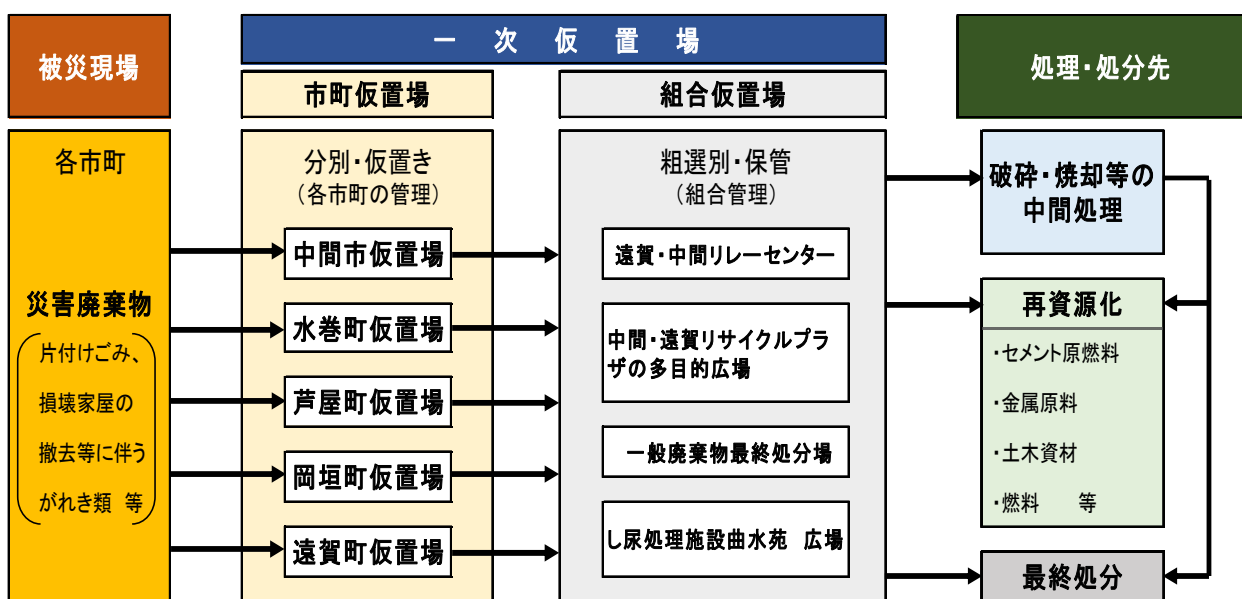 被災現場
一次仮置場
処理・処分先
市町仮置場
組合仮置場
各市町
災害廃棄物
片付けごみ、
損壊家屋の
撤去等に伴う
がれき類 等
分別・仮置き
(各市町の管理)
中間市仮置場
水巻町仮置場
芦屋町仮置場
岡垣町仮置場
遠賀町仮置場
粗選別・保管
(組合管理)
遠賀・中間リレーセンター
中間・遠賀リサイクルプラ
ザの多目的広場
一般廃棄物最終処分場
し尿処理施設曲水苑 広場
破砕・焼却等の
中間処理
再資源化
・セメント原燃料
・金属原料
・土木資材
・燃料 等
最終処分